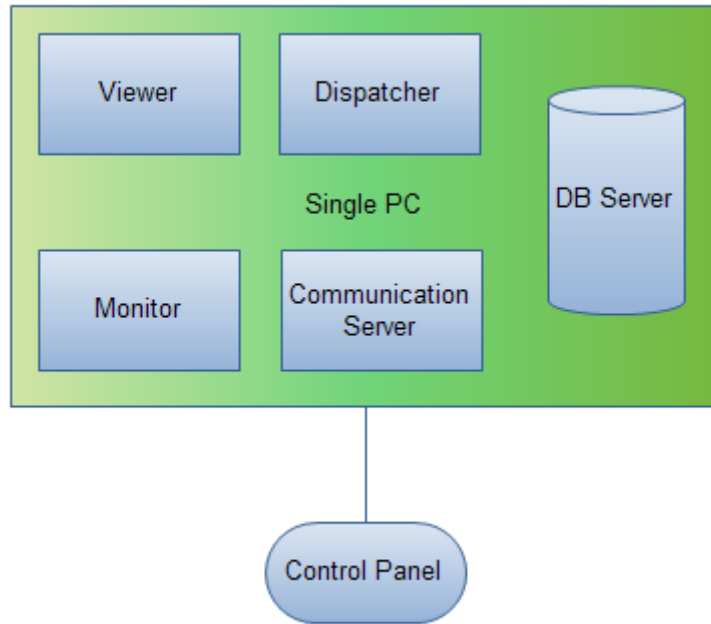 Viewer
Dispatcher
DB Server
Single PC
Monitor
Communication
Server
Control Panel